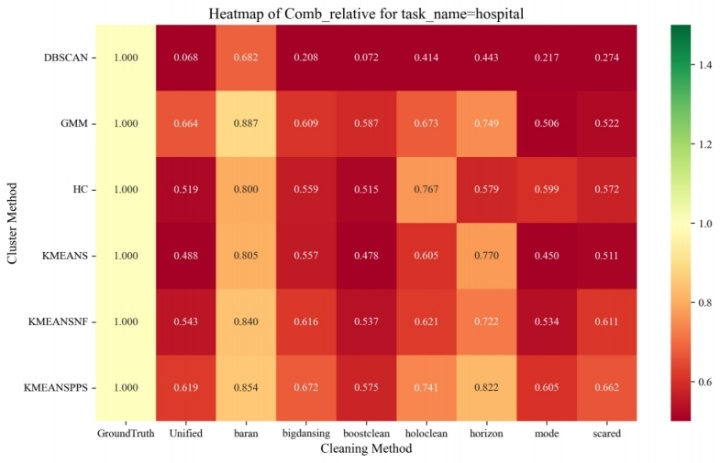 Heatmap of Comb_relative for task_name=hospital
DBSCAN 1.000 0.068 0.682 0.208 0.072 0.414 0.443 0.217 0.274
GMM 1.000 0.664 0.887 0.609 0.587 0.673 0.749 0.506 0.522
HC 1.000 0.519 0.800 0.559 0.515 0.767 0.579 0.599 0.572
KMEANS 1.000 0.488 0.805 0.557 0.478 0.605 0.770 0.450 0.511
KMEANSNF 1.000 0.543 0.840 0.616 0.537 0.621 0.722 0.534 0.611
KMEANSPPS 1.000 0.619 0.854 0.672 0.575 0.741 0.822 0.605 0.662
GroundTruth Unified baran bigdansing boostclean holoclean horizon mode scared
Cleaning Method
Cluster Method
1.4
1.2
1.0
0.8
0.6